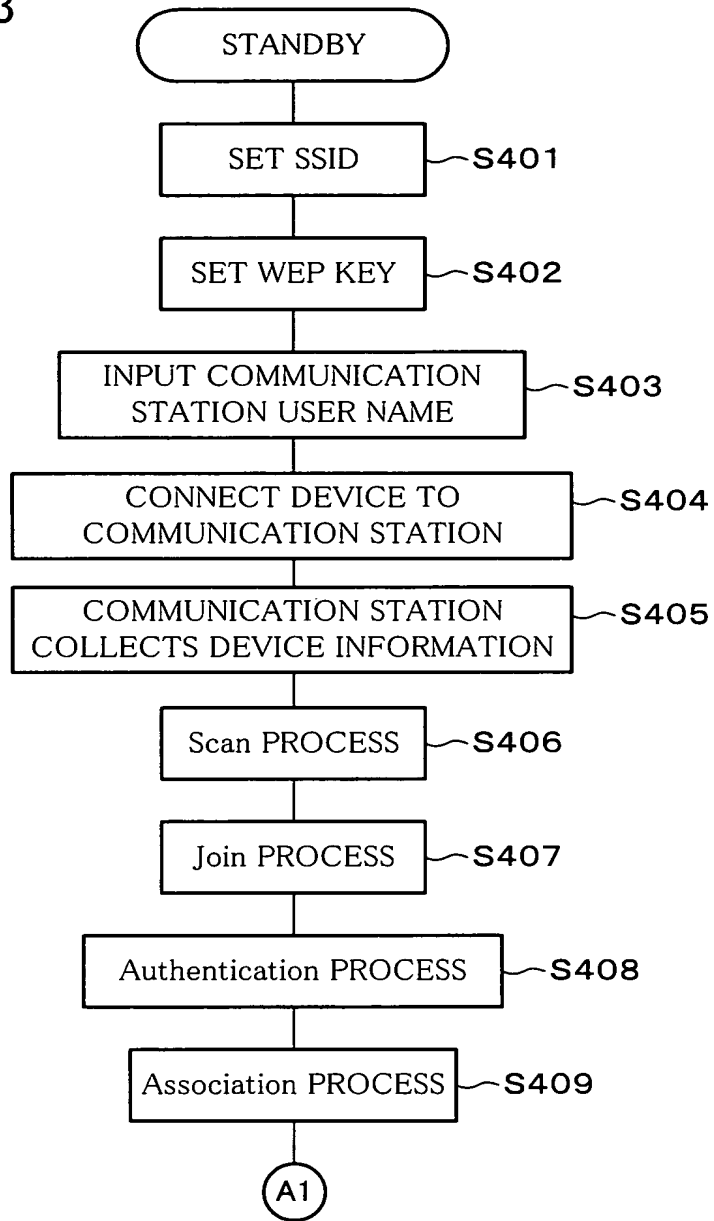 3
STANDBY
SET SSID
S401
SET WEP KEY
S402
INPUT COMMUNICATION
STATION USER NAME
S403
CONNECT DEVICE TO
COMMUNICATION STATION
S404
COMMUNICATION STATION
COLLECTS DEVICE INFORMATION
S405
Scan PROCESS
S406
Join PROCESS
S407
Authentication PROCESS
S408
Association PROCESS
S409
A1